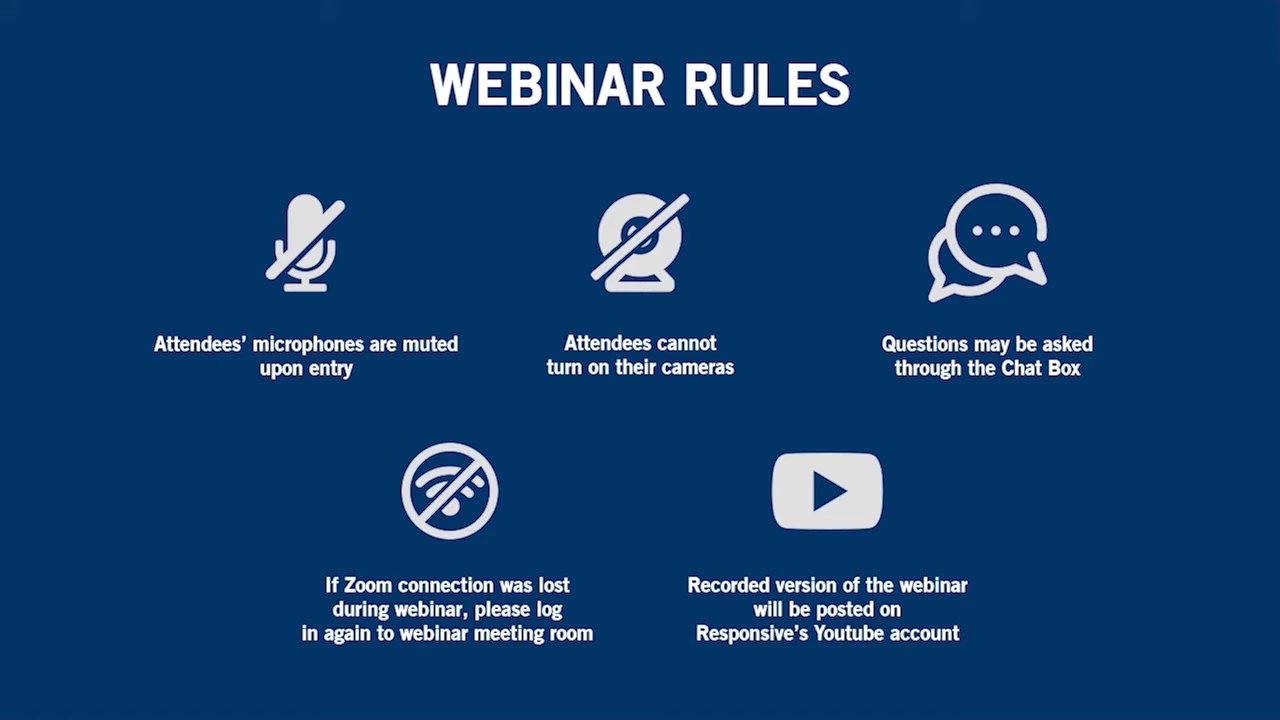 WEBINAR RULES
Attendees’ microphones are muted
upon entry
Attendees cannot
turn on their cameras
Questions may be asked
through the Chat Box
If Zoom connection was lost
during webinar, please log
in again to webinar meeting room
Recorded version of the webinar
will be posted on
Responsive’s Youtube account